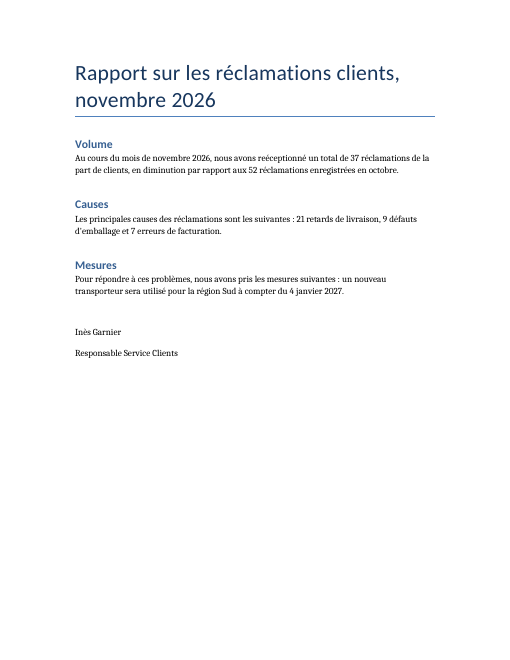 Rapport sur les réclamations clients,
novembre 2026
Volume
Au cours du mois de novembre 2026, nous avons reéceptionné un total de 37 réclamations de la
part de clients, en diminution par rapport aux 52 réclamations enregistrées en octobre.
Causes
Les principales causes des réclamations sont les suivantes : 21 retards de livraison, 9 défauts
d'emballage et 7 erreurs de facturation.
Mesures
Pour répondre à ces problèmes, nous avons pris les mesures suivantes : un nouveau
transporteur sera utilisé pour la région Sud à compter du 4 janvier 2027.
Inès Garnier
Responsable Service Clients